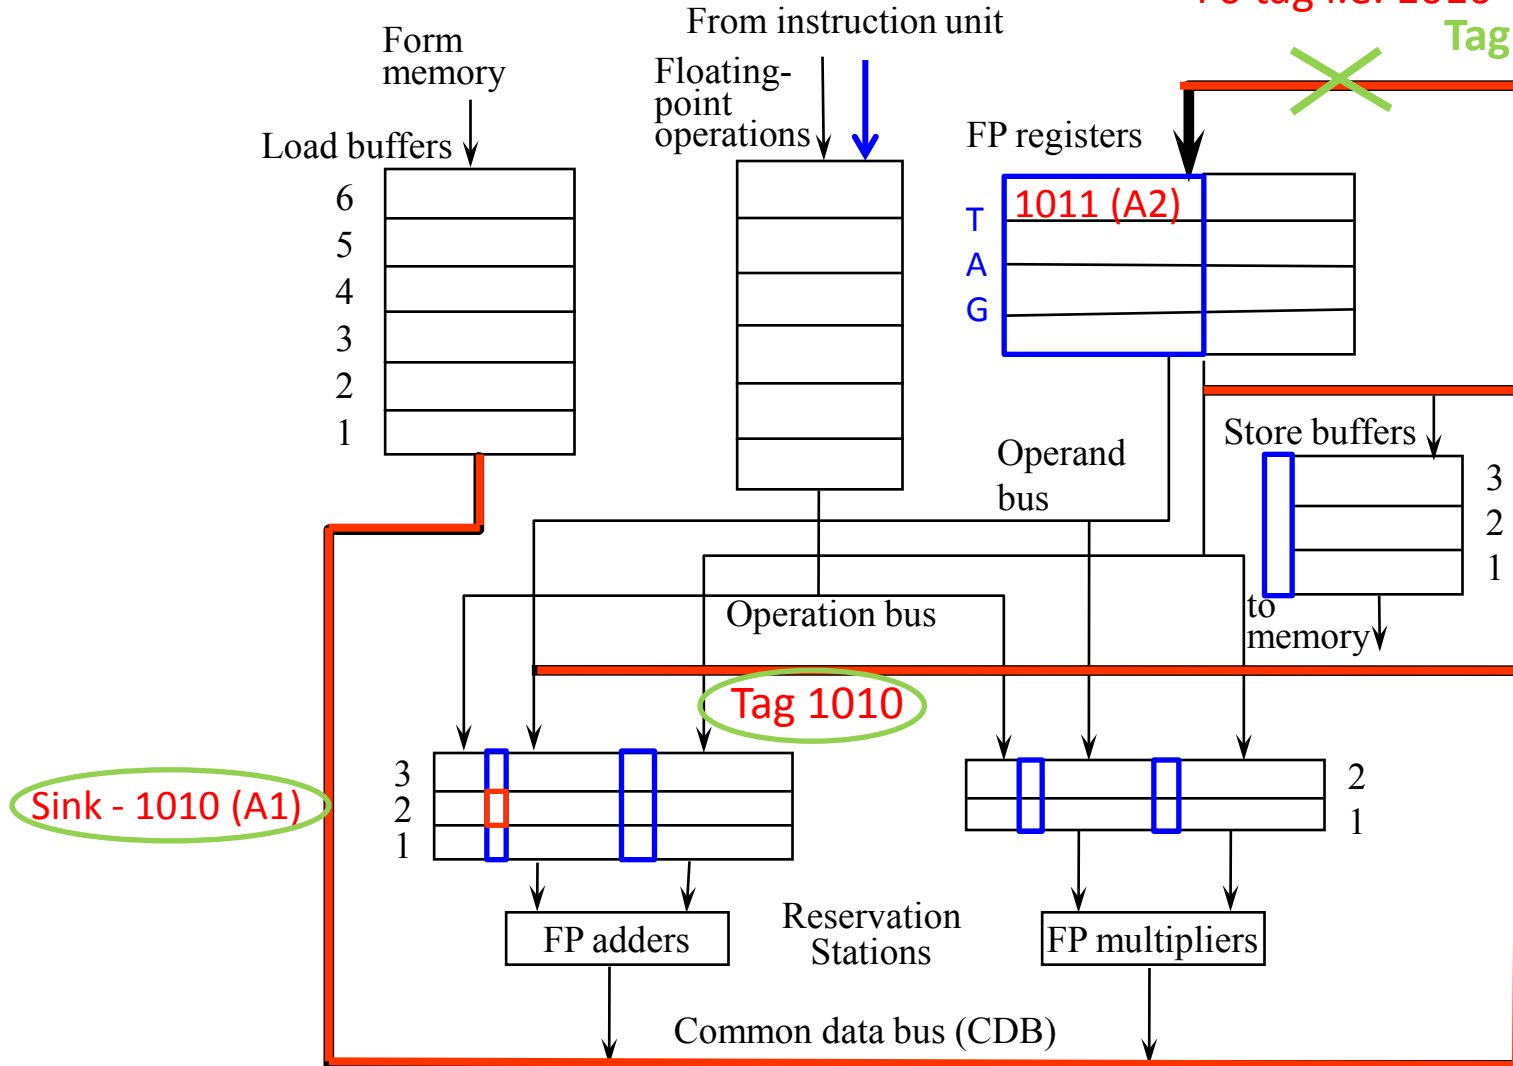 Tag
From instruction unit
Form
memory
Floating-
point
operations
Load buffers
FP registers
6
5
4
3
2
1
T
A
G
1011 (A2)
Operand
bus
Store buffers
3
2
1
to
memory
Operation bus
Tag 1010
Sink - 1010 (A1)
3
2
1
2
1
FP adders
Reservation
Stations
FP multipliers
Common data bus (CDB)